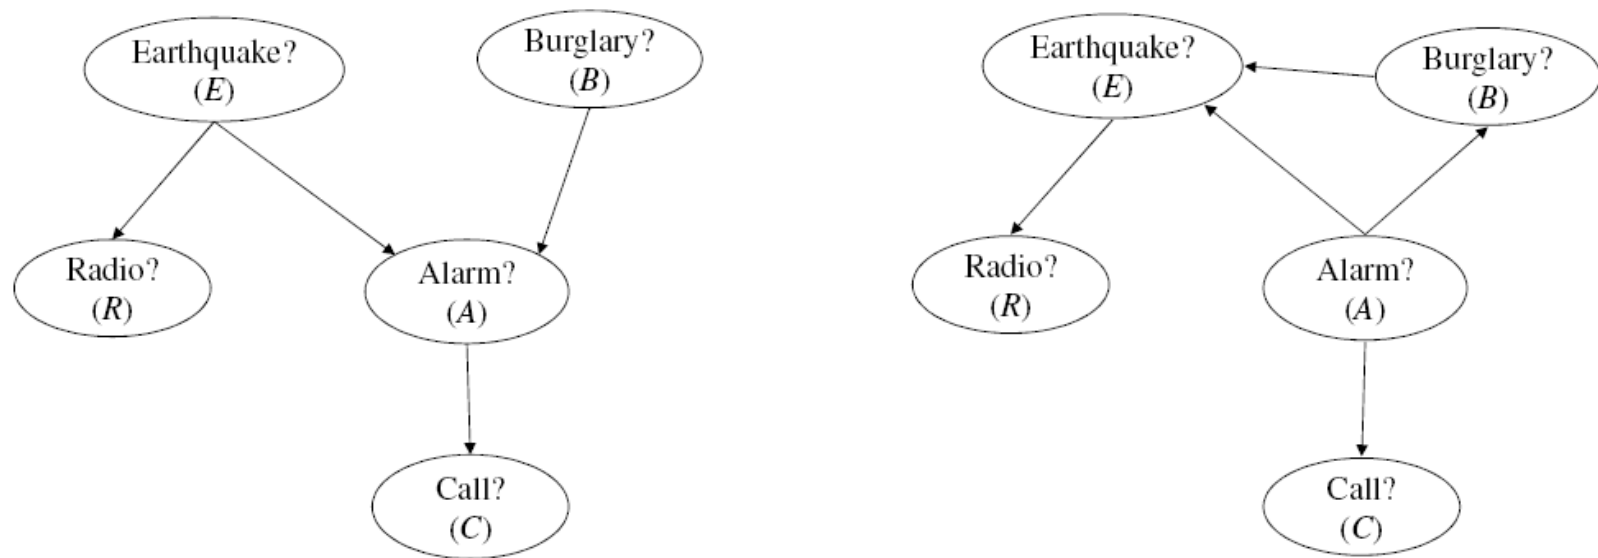 Earthquake?
(E)
Burglary?
(B)
Radio?
(R)
Alarm?
(A)
Call?
(C)
Earthquake?
(E)
Burglary?
(B)
Radio?
(R)
Alarm?
(A)
Call?
(C)